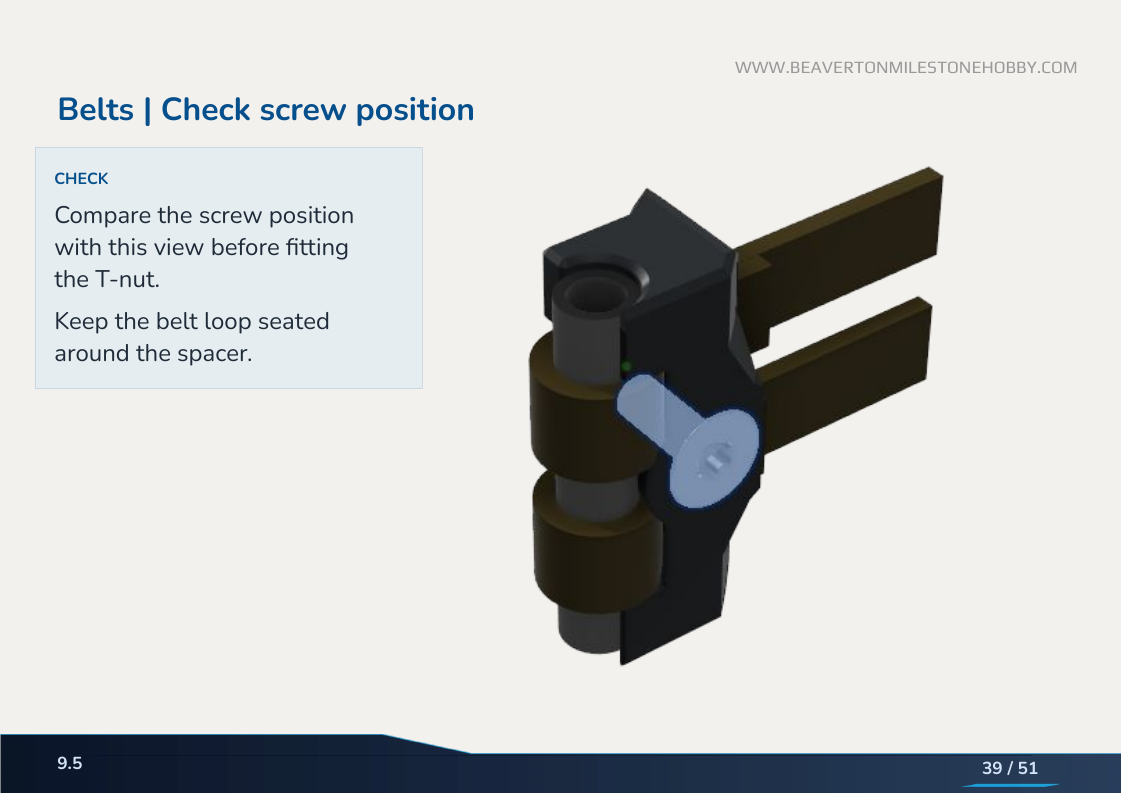 WWW.BEAVERTONMILESTONEHOBBY.COM
Belts | Check screw position
CHECK
Compare the screw position
with this view before fitting
the T-nut.
Keep the belt loop seated
around the spacer.
9.5
39 / 51